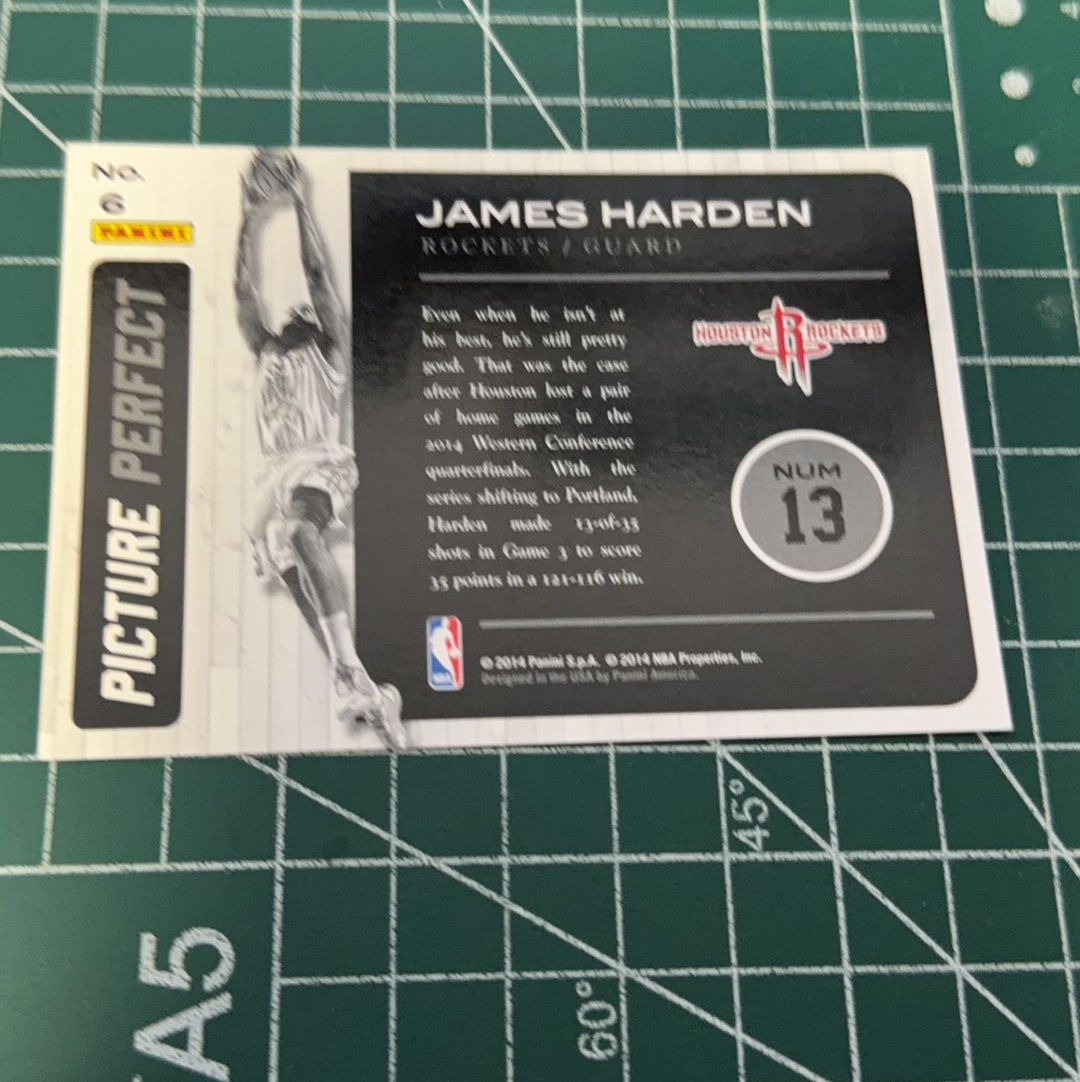 No.
6
PANINI
PICTURE PERFECT
JAMES HARDEN
ROCKETS / GUARD
Even when he isn't at
his best, he's still pretty
good. That was the case
after Houston lost a pair
of home games in the
2014 Western Conference
quarterfinals. With the
series shifting to Portland,
Harden made 13-of-35
shots in Game 3 to score
35 points in a 121-116 win.
HOUSTON R ROCKETS
NUM
13
NBA
© 2014 Panini S.p.A. © 2014 NBA Properties, Inc.
Designed in the USA by Panini America.
45°
60°
A5